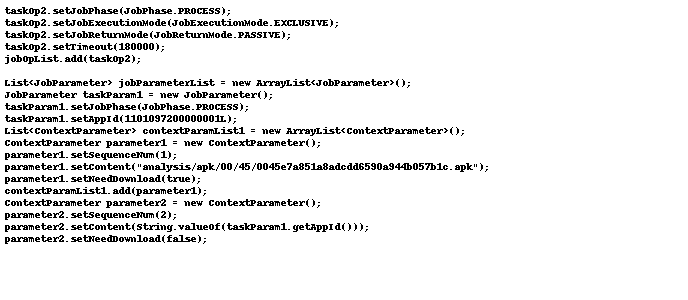 taskOp2.setJobPhase(JobPhase.PROCESS);
taskOp2.setJobExecutionMode(JobExecutionMode.EXCLUSIVE);
taskOp2.setJobReturnMode(JobReturnMode.PASSIVE);
taskOp2.setTimeout(180000);
jobOpList.add(taskOp2);
List<JobParameter> jobParameterList = new ArrayList<JobParameter>();
JobParameter taskParam1 = new JobParameter();
taskParam1.setJobPhase(JobPhase.PROCESS);
taskParam1.setAppId(1101097200000001L);
List<ContextParameter> contextParamList1 = new ArrayList<ContextParameter>();
ContextParameter parameter1 = new ContextParameter();
parameter1.setSequenceNum(1);
parameter1.setContent("analysis/apk/00/45/0045e7a851a8adcdd6590a944b057b1c.apk");
parameter1.setNeedDownload(true);
contextParamList1.add(parameter1);
ContextParameter parameter2 = new ContextParameter();
parameter2.setSequenceNum(2);
parameter2.setContent(String.valueOf(taskParam1.getAppId()));
parameter2.setNeedDownload(false);